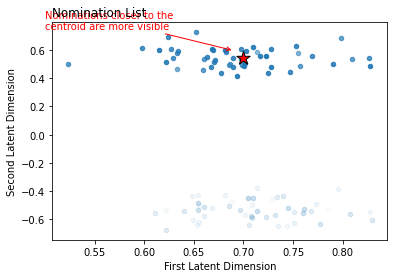 Nomination List
Nominations closer to the
centroid are more visible
Second Latent Dimension
0.6
0.4
0.2
0.0
−0.2
−0.4
−0.6
0.55
0.60
0.65
0.70
0.75
0.80
First Latent Dimension